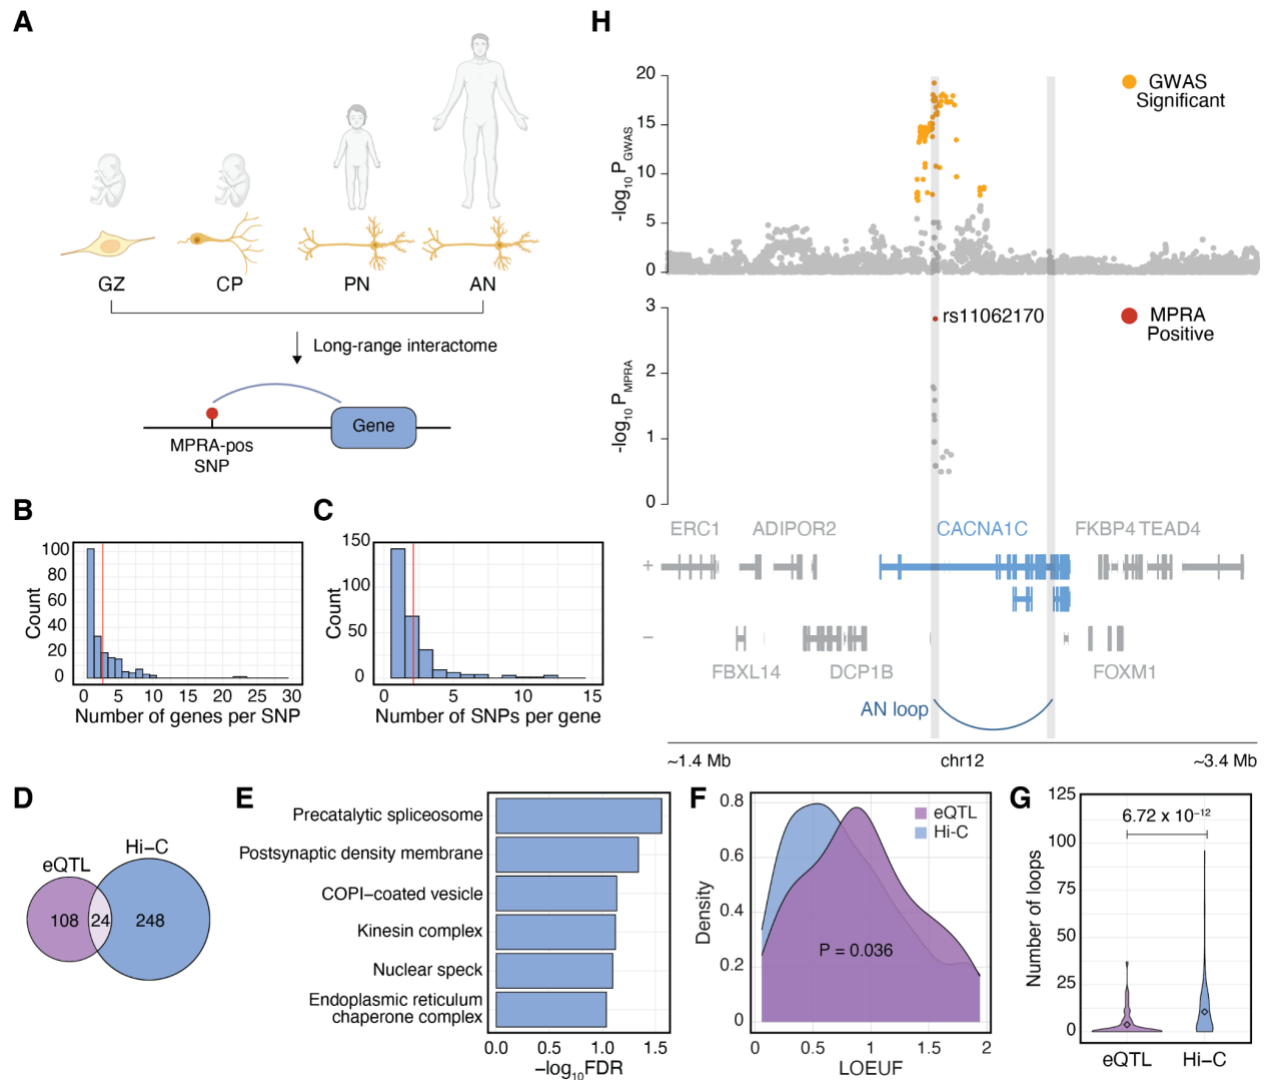 A
GZ
CP
PN
AN
Long-range interactome
Gene
MPRA-pos
SNP
B
100
80
60
40
20
0
Count
0 5 10 15 20 25 30
Number of genes per SNP
C
150
100
50
0
Count
0 5 10 15
Number of SNPs per gene
D
eQTL
Hi-C
108
24
248
E
Precatalytic spliceosome
Postsynaptic density membrane
COPI-coated vesicle
Kinesin complex
Nuclear speck
Endoplasmic reticulum
chaperone complex
0.0 0.5 1.0 1.5
-log10FDR
F
0.8
0.6
0.4
0.2
0
Density
eQTL
Hi-C
P = 0.036
0 0.5 1 1.5 2
LOEUF
G
125
100
75
50
25
0
Number of loops
6.72 x 10-12
eQTL
Hi-C
H
20
15
10
5
0
-log10 PGWAS
GWAS
Significant
3
2
1
0
-log10 PMPRA
rs11062170
MPRA
Positive
ERC1 ADIPOR2 CACNA1C FKBP4 TEAD4
+
−
FBXL14 DCP1B FOXM1
AN loop
~1.4 Mb chr12 ~3.4 Mb